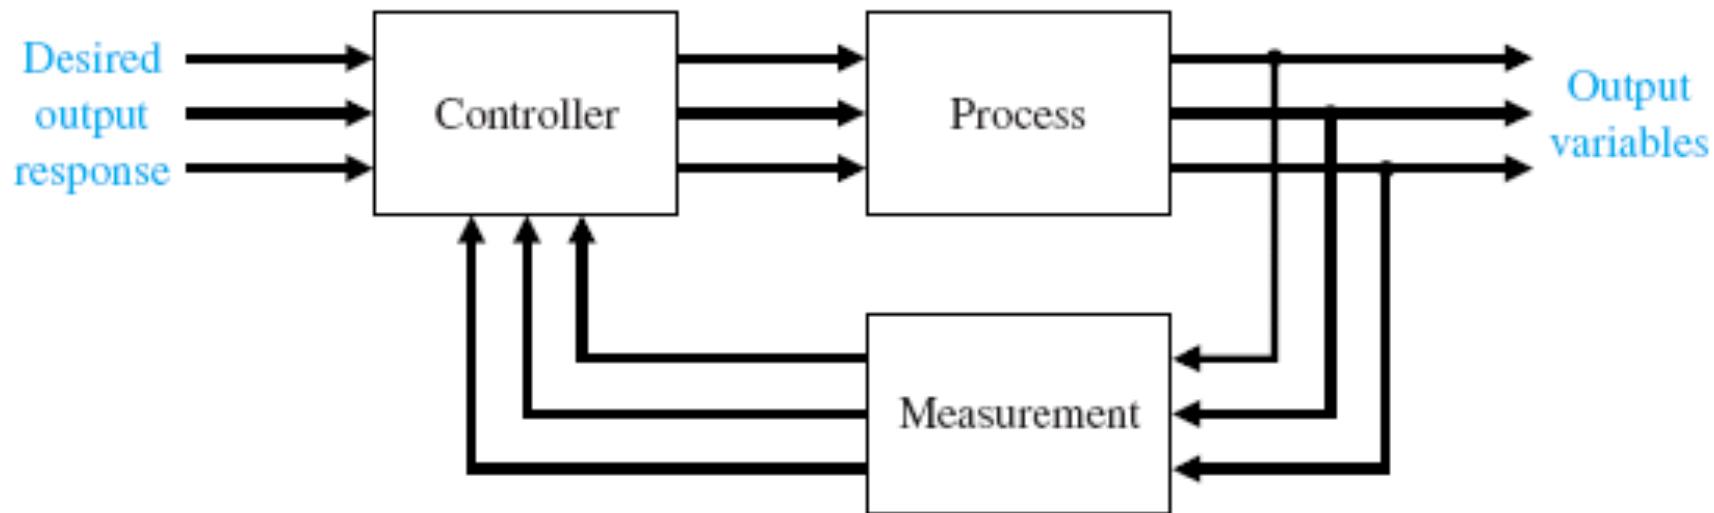 Desired
output
response
Controller
Process
Output
variables
Measurement